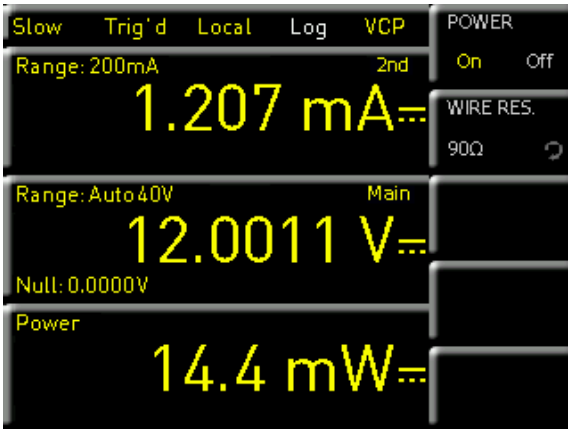 Slow Trig'd Local Log VCP
POWER
On Off
Range: 200mA 2nd
1.207 mA
WIRE RES.
90Ω
Range: Auto 40V Main
12.0011 V
Null: 0.0000V
Power
14.4 mW